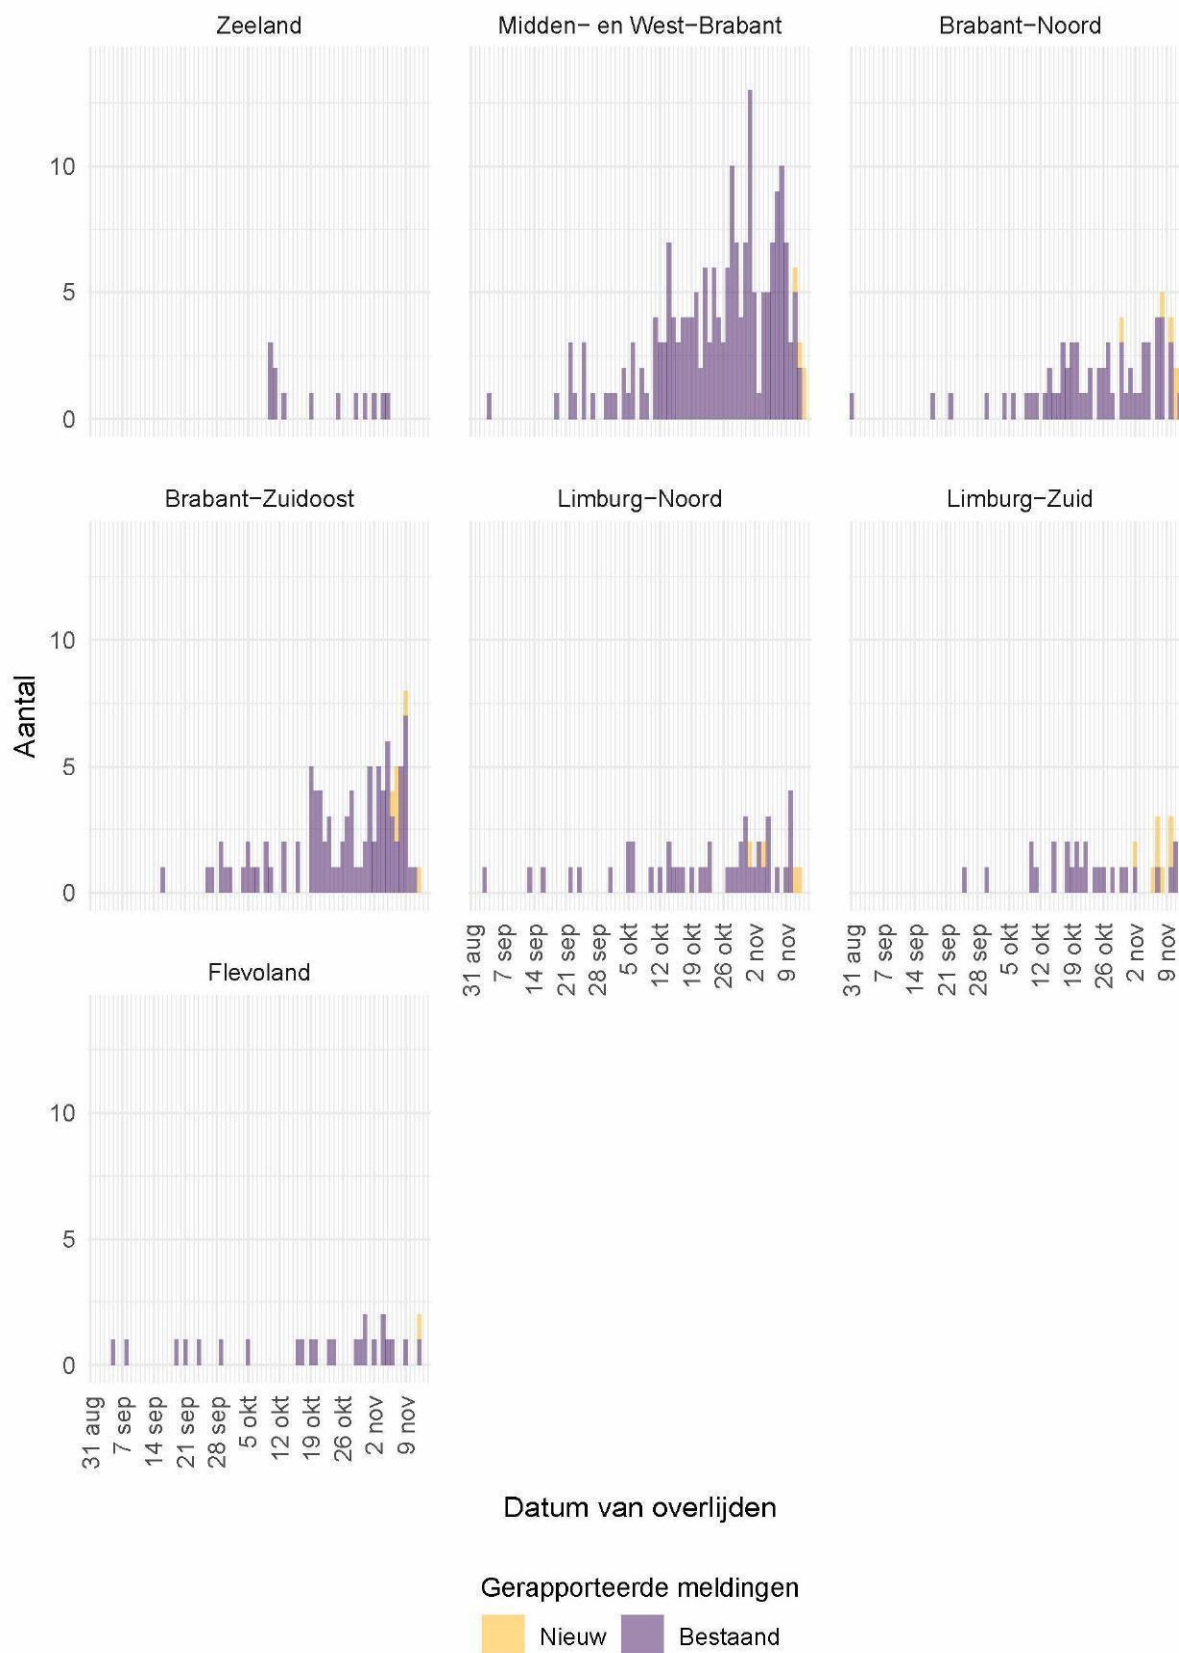 Zeeland
Midden- en West-Brabant
Brabant-Noord
10
5
0
Brabant-Zuidoost
Limburg-Noord
Limburg-Zuid
Aantal
10
5
0
31 aug
7 sep
14 sep
21 sep
28 sep
5 okt
12 okt
19 okt
26 okt
2 nov
9 nov
31 aug
7 sep
14 sep
21 sep
28 sep
5 okt
12 okt
19 okt
26 okt
2 nov
9 nov
Flevoland
10
5
0
31 aug
7 sep
14 sep
21 sep
28 sep
5 okt
12 okt
19 okt
26 okt
2 nov
9 nov
Datum van overlijden
Gerapporteerde meldingen
Nieuw Bestaand